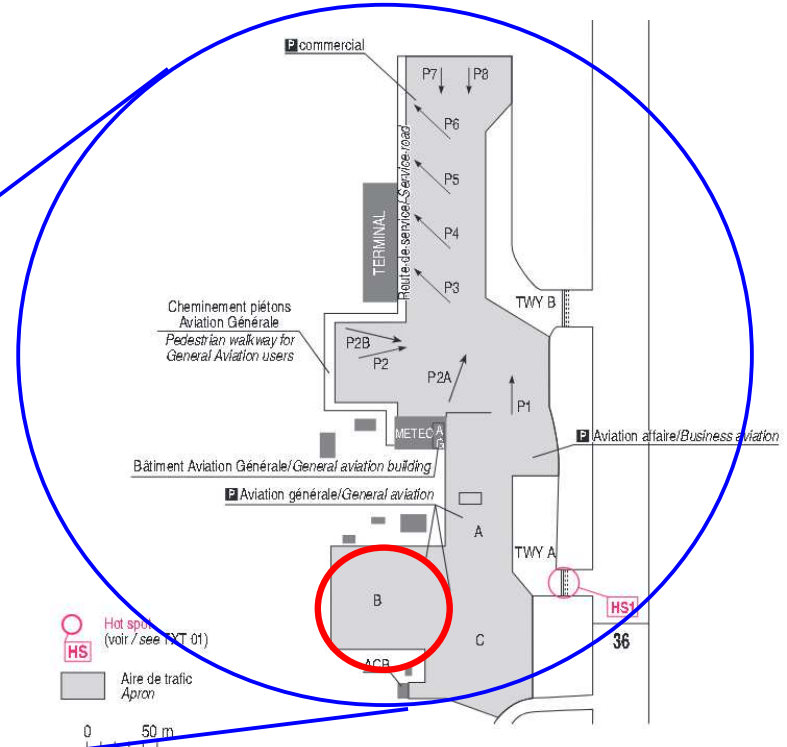 P commercial
P7 P8
P6
P5
P4
P3
Route de service/Service road
TERMINAL
TWY B
Cheminement piétons
Aviation Générale
Pedestrian walkway for
General Aviation users
P2B
P2
P2A
P1
METEO
A
G
P Aviation affaire/Business aviation
Bâtiment Aviation Générale/General aviation building
P Aviation générale/General aviation
A
TWY A
B
HS1
36
C
ACB
Hot spot
(voir / see TXT 01)
HS
Aire de trafic
Apron
0 50 m